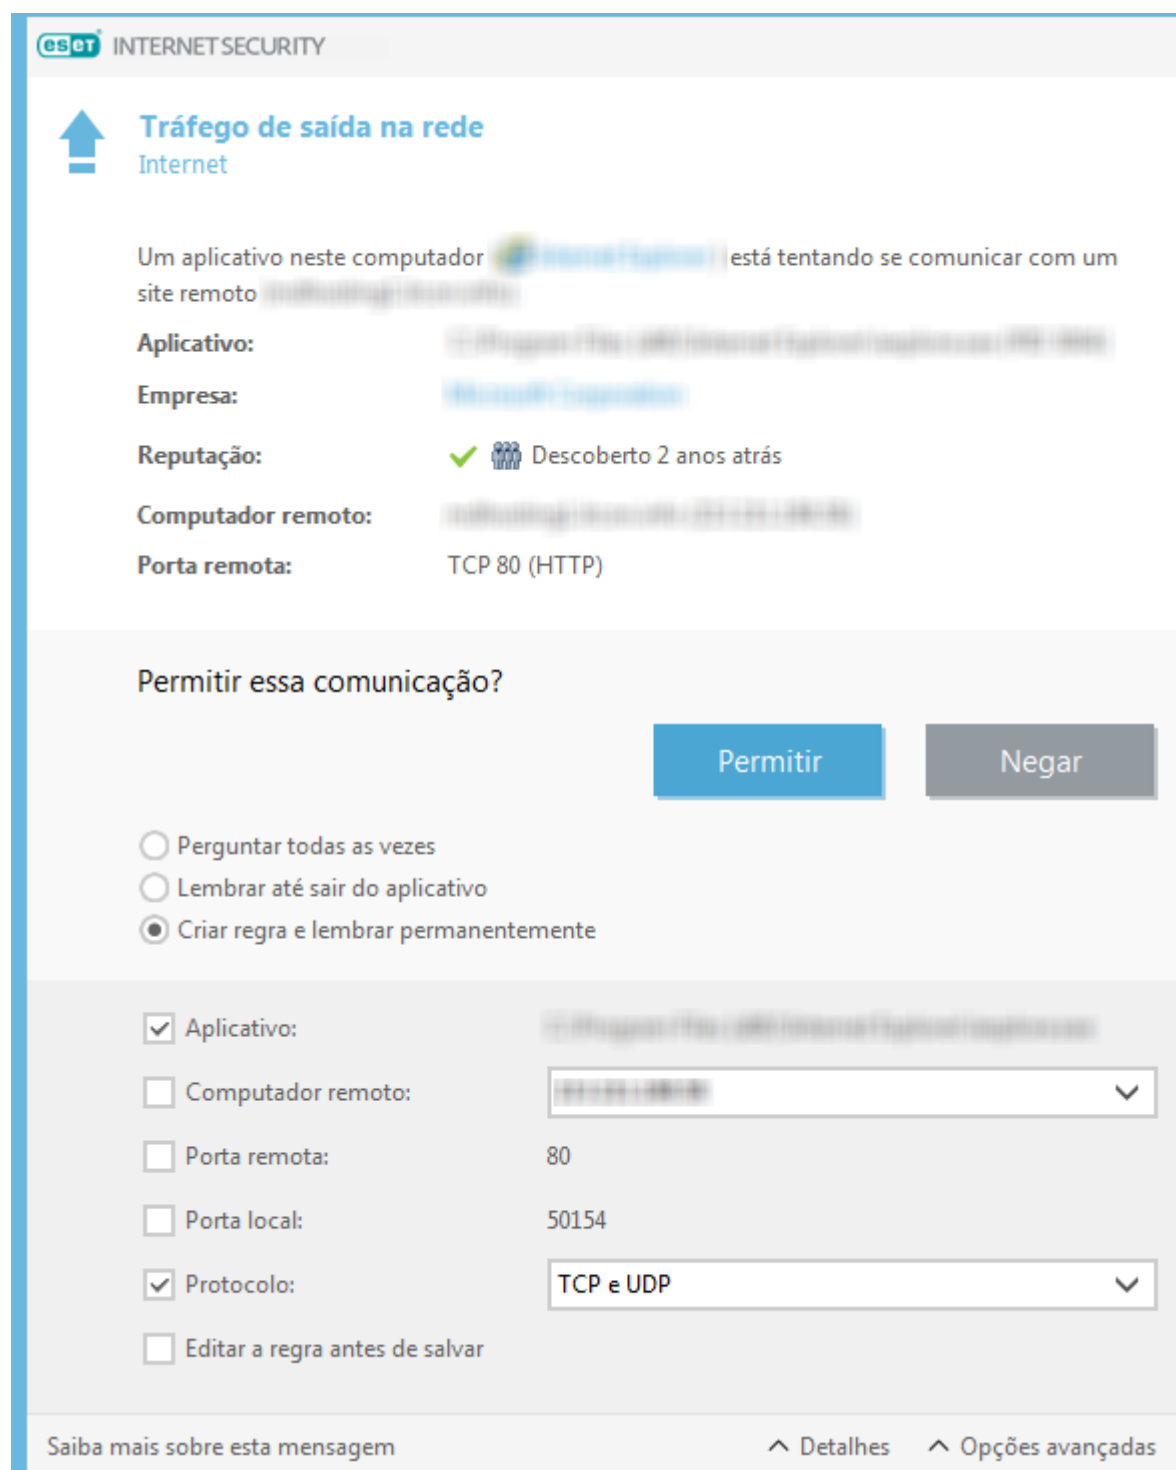 eset INTERNET SECURITY
Tráfego de saída na rede
Internet
Um aplicativo neste computador está tentando se comunicar com um
site remoto
Aplicativo:
Empresa:
Reputação: Descoberto 2 anos atrás
Computador remoto:
Porta remota: TCP 80 (HTTP)
Permitir essa comunicação?
Permitir Negar
Perguntar todas as vezes
Lembrar até sair do aplicativo
Criar regra e lembrar permanentemente
Aplicativo:
Computador remoto:
Porta remota: 80
Porta local: 50154
Protocolo: TCP e UDP
Editar a regra antes de salvar
Saiba mais sobre esta mensagem Detalhes Opções avançadas